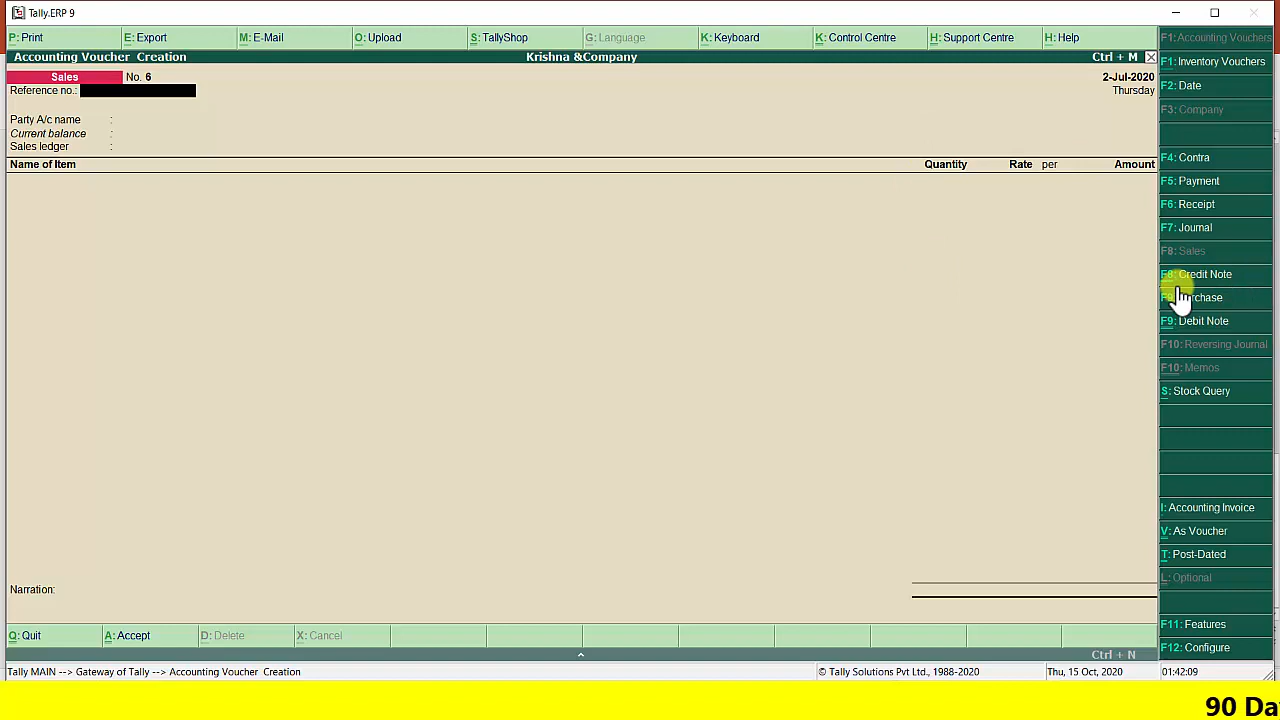 Tally.ERP 9
P: Print E: Export M: E-Mail O: Upload S: TallyShop G: Language K: Keyboard K: Control Centre H: Support Centre H: Help
F1: Accounting Vouchers
Accounting Voucher Creation Krishna &Company Ctrl + M
F1: Inventory Vouchers
Sales No. 6 2-Jul-2020
F2: Date
Reference no.: Thursday
F3: Company
Party A/c name :
Current balance :
Sales ledger :
F4: Contra
Name of Item Quantity Rate per Amount
F5: Payment
F6: Receipt
F7: Journal
F8: Sales
F8: Credit Note
F9: rchase
F9: Debit Note
F10: Reversing Journal
F10: Memos
S: Stock Query
I: Accounting Invoice
V: As Voucher
T: Post-Dated
L: Optional
Narration:
F11: Features
Q: Quit A: Accept D: Delete X: Cancel
F12: Configure
Ctrl + N
Tally MAIN --> Gateway of Tally --> Accounting Voucher Creation © Tally Solutions Pvt Ltd., 1988-2020 Thu, 15 Oct, 2020 01:42:09
90 Da